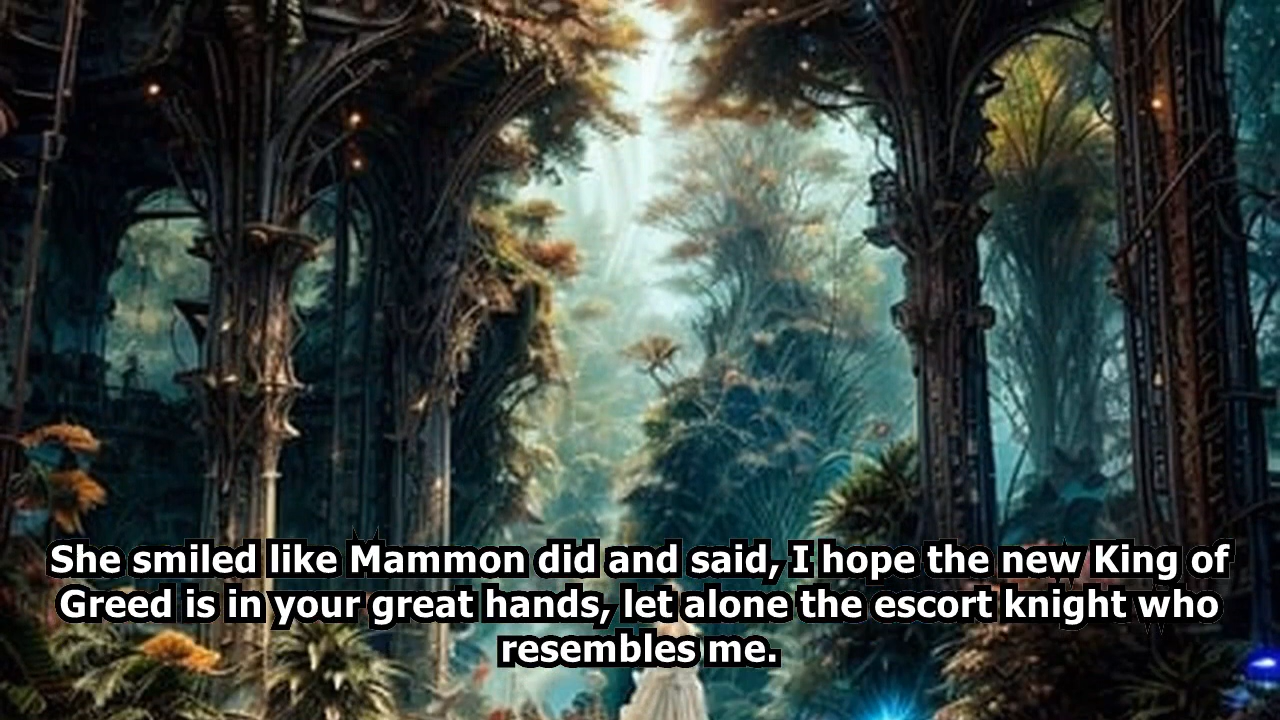 She smiled like Mammon did and said, I hope the new King of
Greed is in your great hands, let alone the escort knight who
resembles me.